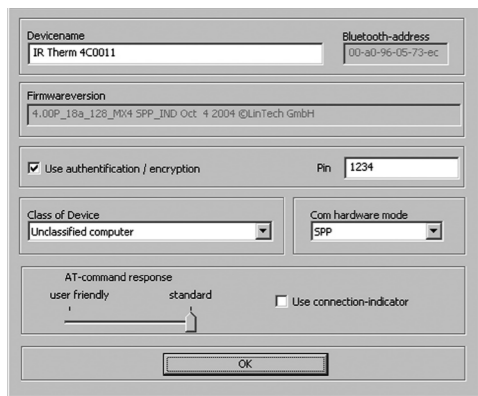 Devicename
Bluetooth-address
IR Therm 4C0011
00-a0-96-05-73-ec
Firmwareversion
4.00P_18a_128_MX4 SPP_IND Oct 4 2004 ©LinTech GmbH
Use authentification / encryption
Pin
1234
Class of Device
Com hardware mode
Unclassified computer
SPP
AT-command response
user friendly
standard
Use connection-indicator
OK